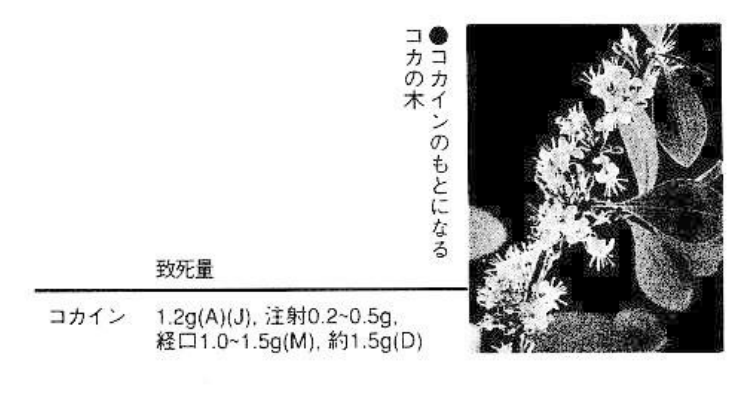 ●コカインのもとになる
コカの木
致死量
コカイン 1.2g(A)(J), 注射0.2~0.5g,
経口1.0~1.5g(M), 約1.5g(D)